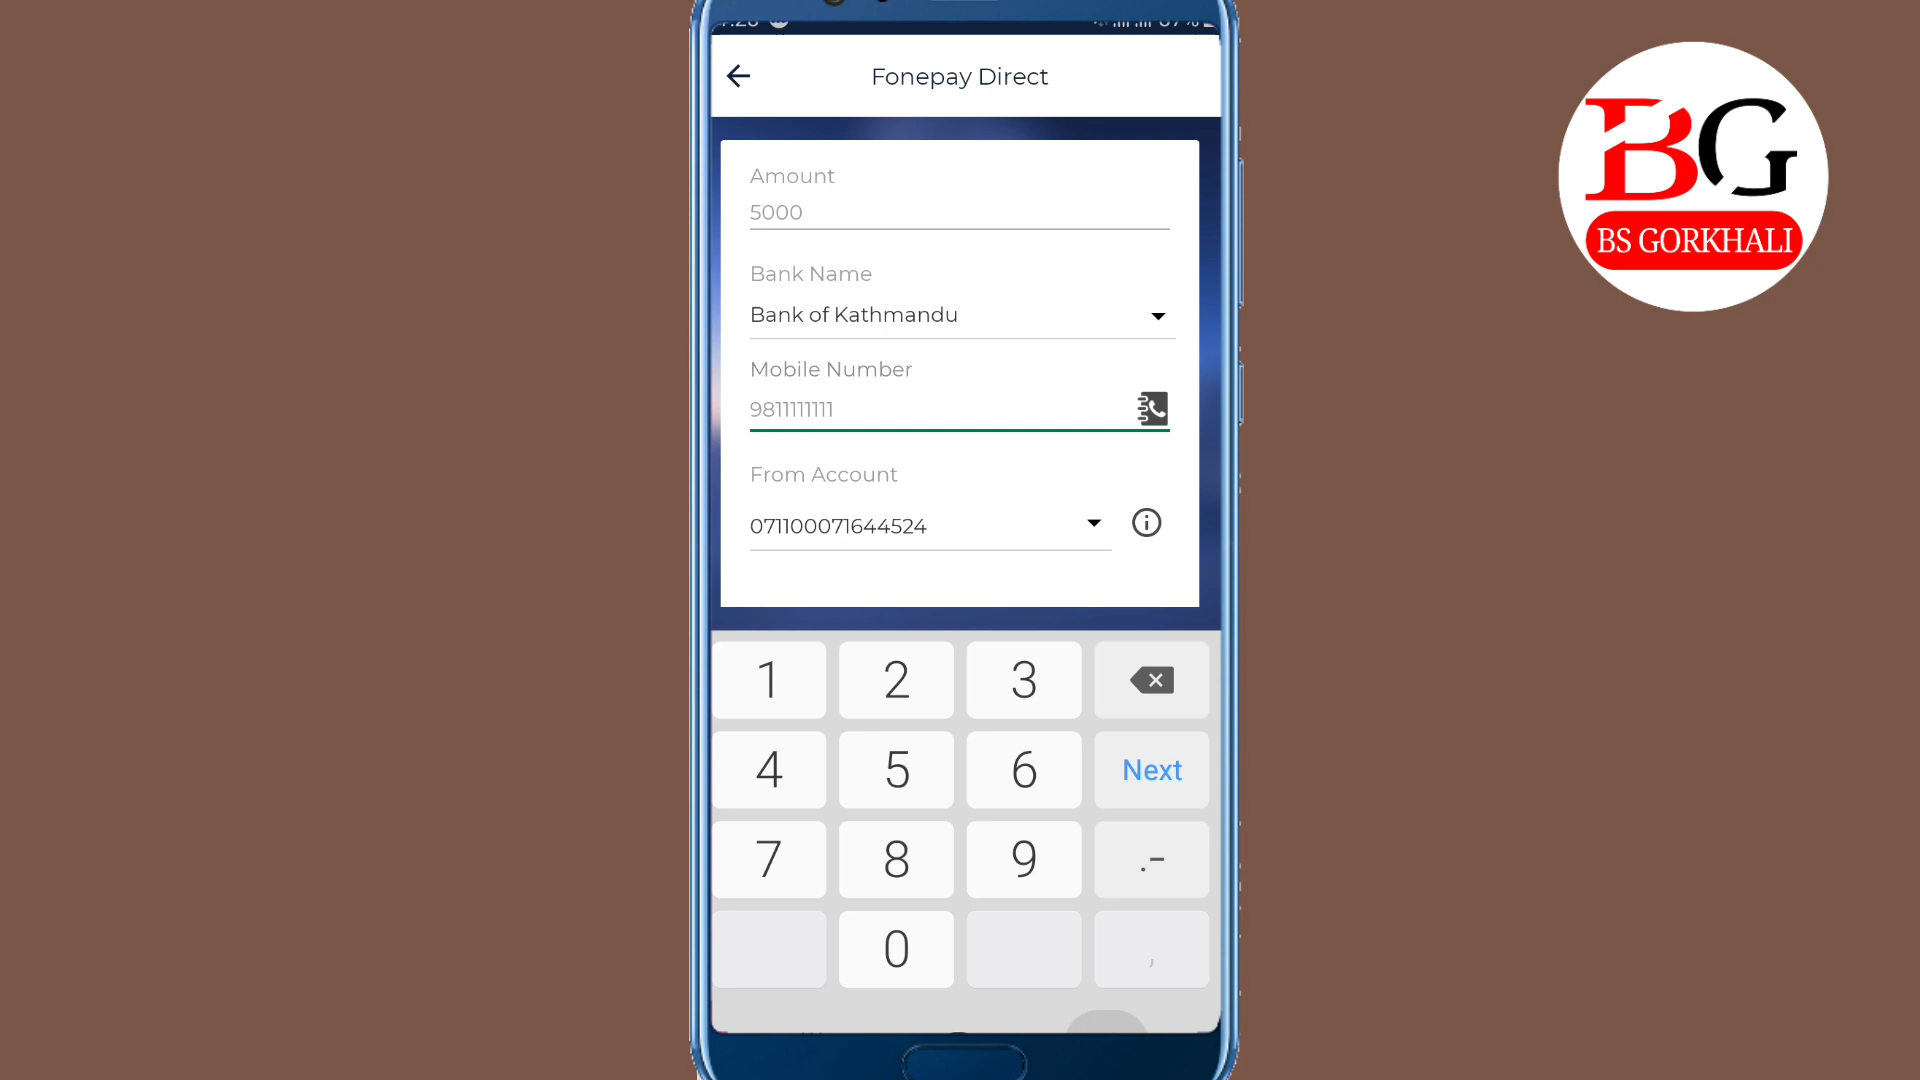 Fonepay Direct
Amount
5000
Bank Name
Bank of Kathmandu
Mobile Number
9811111111
From Account
071100071644524
1 2 3
4 5 6 Next
7 8 9 .-
0 ,
BG
BS GORKHALI